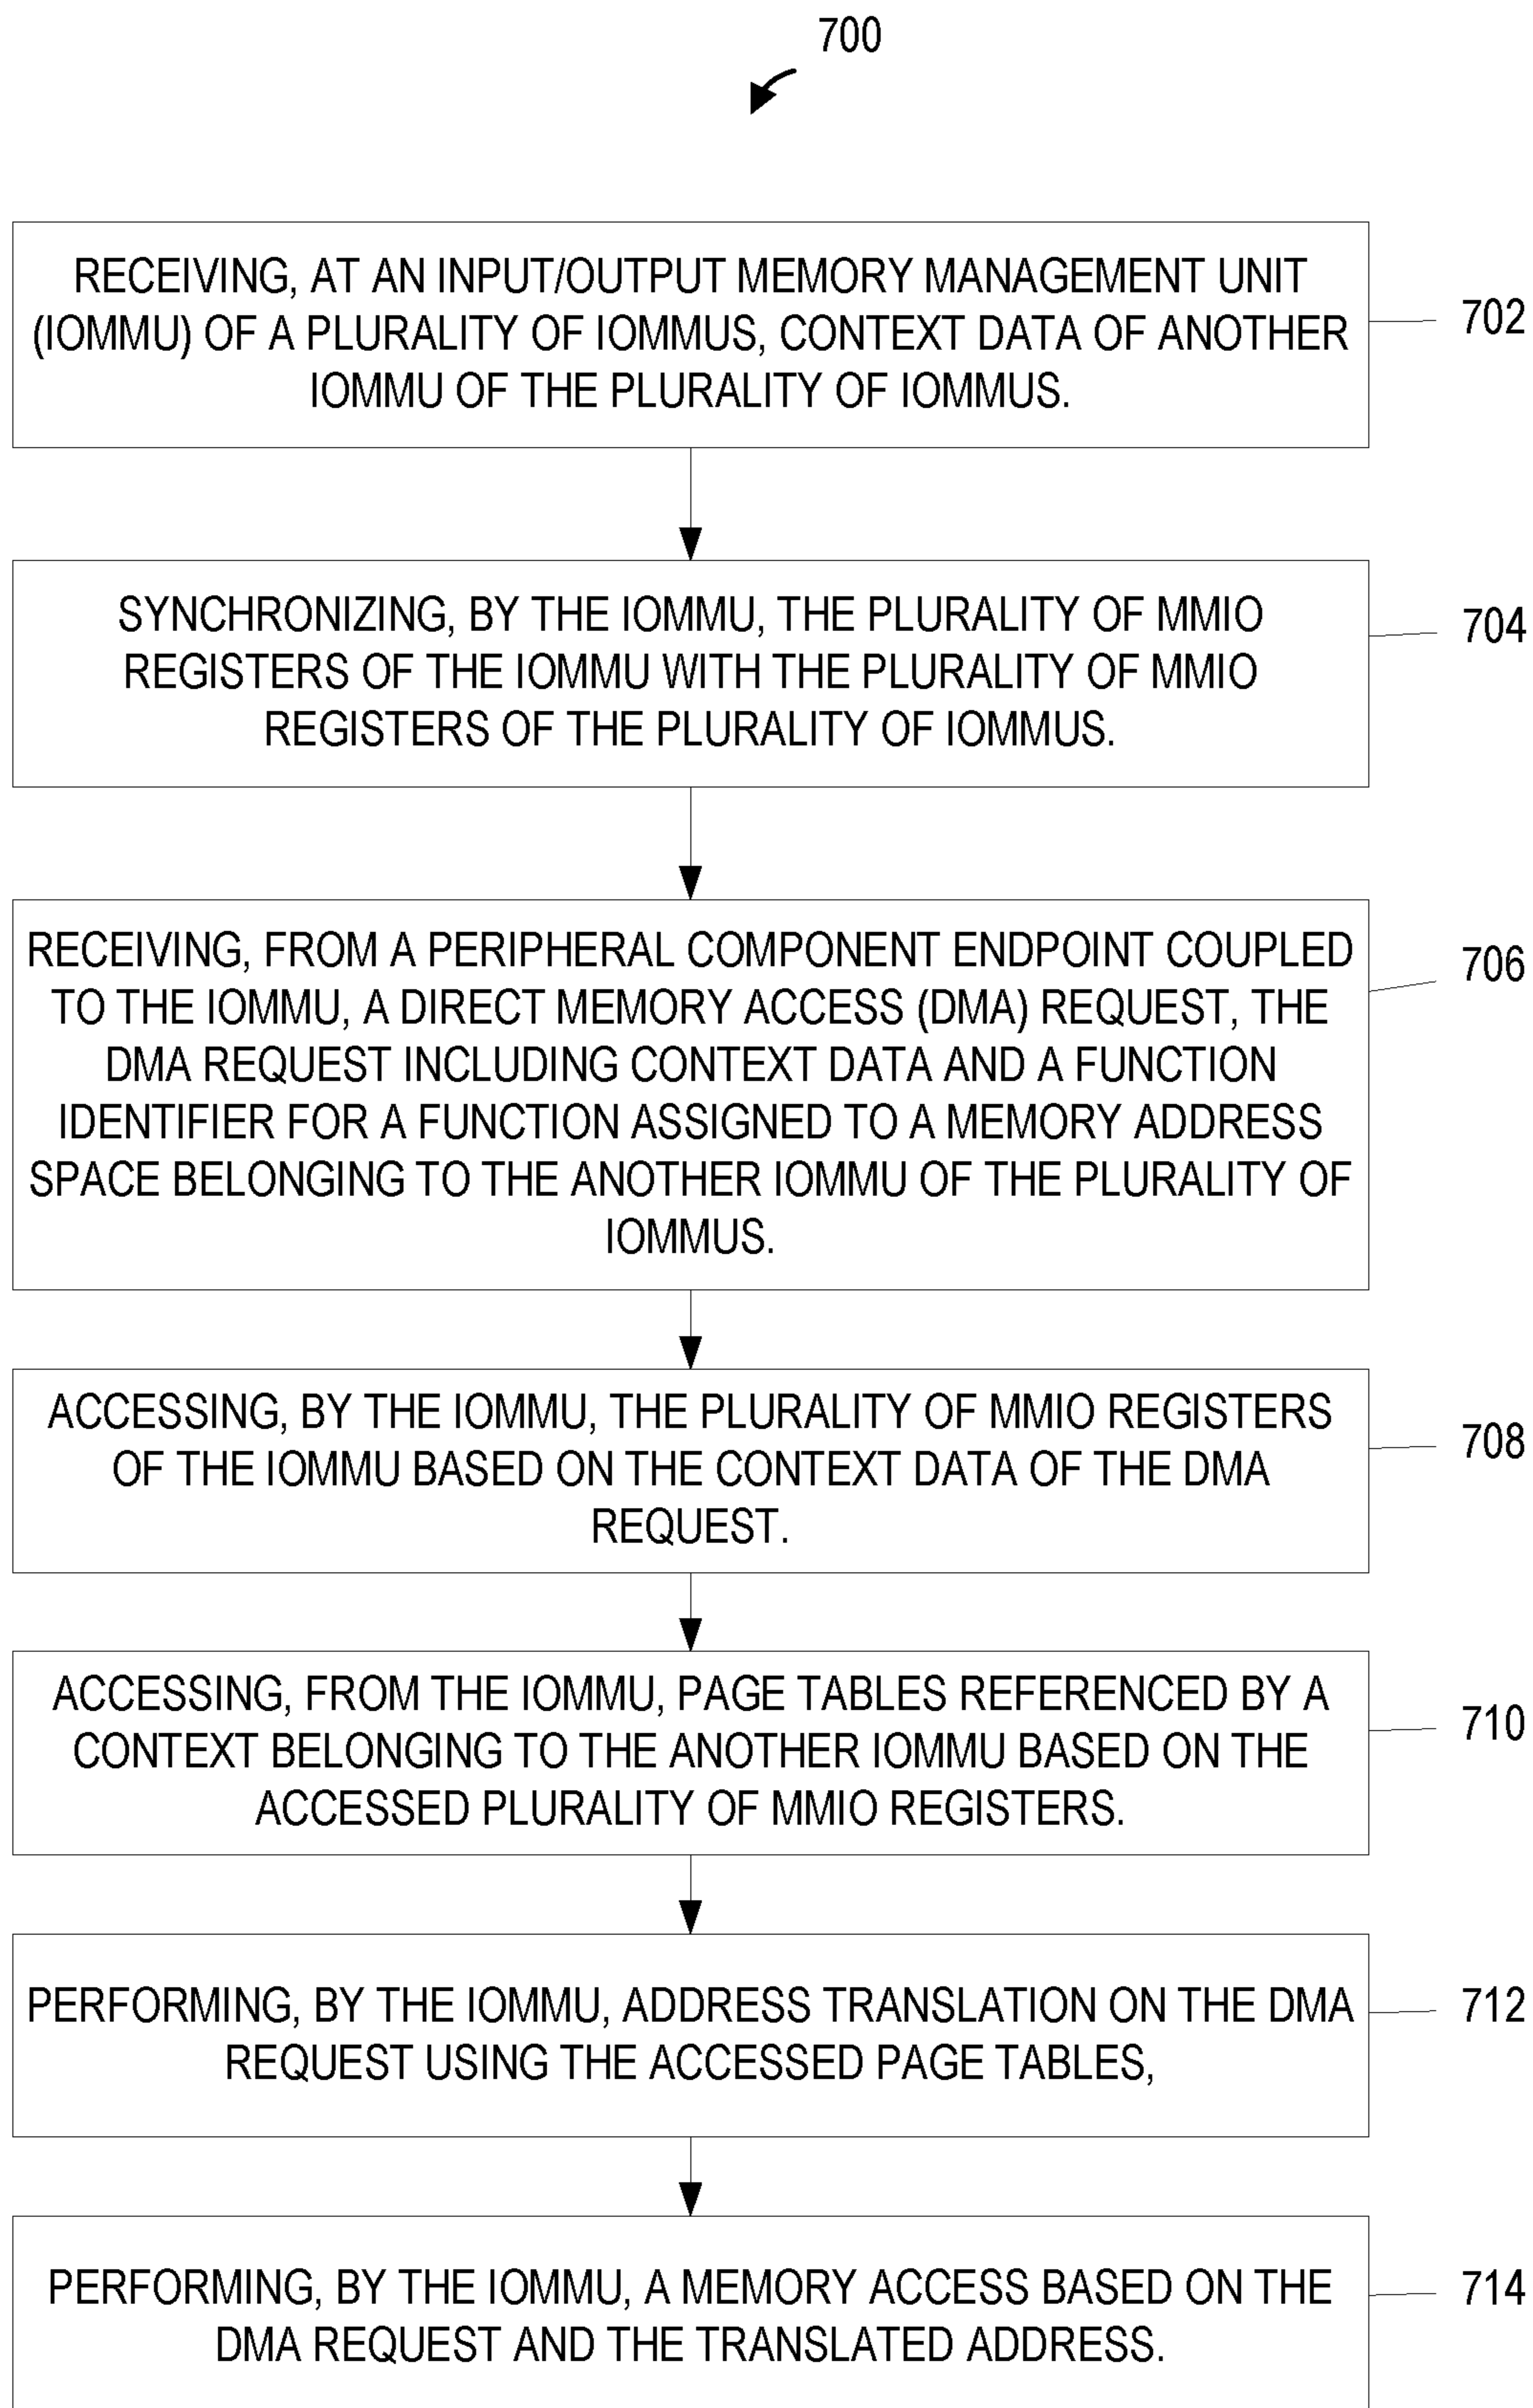 700
RECEIVING, AT AN INPUT/OUTPUT MEMORY MANAGEMENT UNIT
(IOMMU) OF A PLURALITY OF IOMMUS, CONTEXT DATA OF ANOTHER
IOMMU OF THE PLURALITY OF IOMMUS.
702
SYNCHRONIZING, BY THE IOMMU, THE PLURALITY OF MMIO
REGISTERS OF THE IOMMU WITH THE PLURALITY OF MMIO
REGISTERS OF THE PLURALITY OF IOMMUS.
704
RECEIVING, FROM A PERIPHERAL COMPONENT ENDPOINT COUPLED
TO THE IOMMU, A DIRECT MEMORY ACCESS (DMA) REQUEST, THE
DMA REQUEST INCLUDING CONTEXT DATA AND A FUNCTION
IDENTIFIER FOR A FUNCTION ASSIGNED TO A MEMORY ADDRESS
SPACE BELONGING TO THE ANOTHER IOMMU OF THE PLURALITY OF
IOMMUS.
706
ACCESSING, BY THE IOMMU, THE PLURALITY OF MMIO REGISTERS
OF THE IOMMU BASED ON THE CONTEXT DATA OF THE DMA
REQUEST.
708
ACCESSING, FROM THE IOMMU, PAGE TABLES REFERENCED BY A
CONTEXT BELONGING TO THE ANOTHER IOMMU BASED ON THE
ACCESSED PLURALITY OF MMIO REGISTERS.
710
PERFORMING, BY THE IOMMU, ADDRESS TRANSLATION ON THE DMA
REQUEST USING THE ACCESSED PAGE TABLES,
712
PERFORMING, BY THE IOMMU, A MEMORY ACCESS BASED ON THE
DMA REQUEST AND THE TRANSLATED ADDRESS.
714